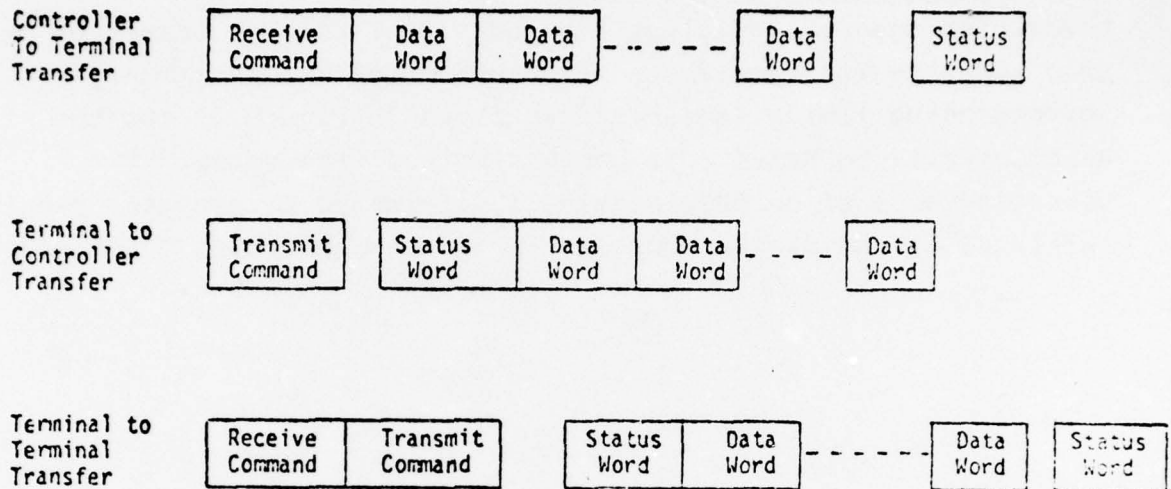 Controller
To Terminal
Transfer
Receive Command
Data Word
Data Word
Data Word
Status Word
Terminal to
Controller
Transfer
Transmit Command
Status Word
Data Word
Data Word
Data Word
Terminal to
Terminal
Transfer
Receive Command
Transmit Command
Status Word
Data Word
Data Word
Status Word